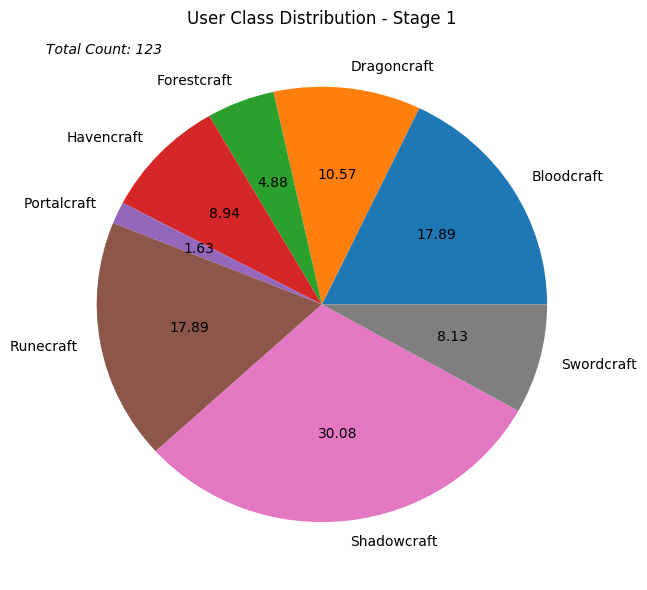 User Class Distribution - Stage 1
Total Count: 123
Dragoncraft
Forestcraft
Havencraft
Bloodcraft
10.57
4.88
Portalcraft
8.94
17.89
1.63
Runecraft
17.89
8.13
Swordcraft
30.08
Shadowcraft